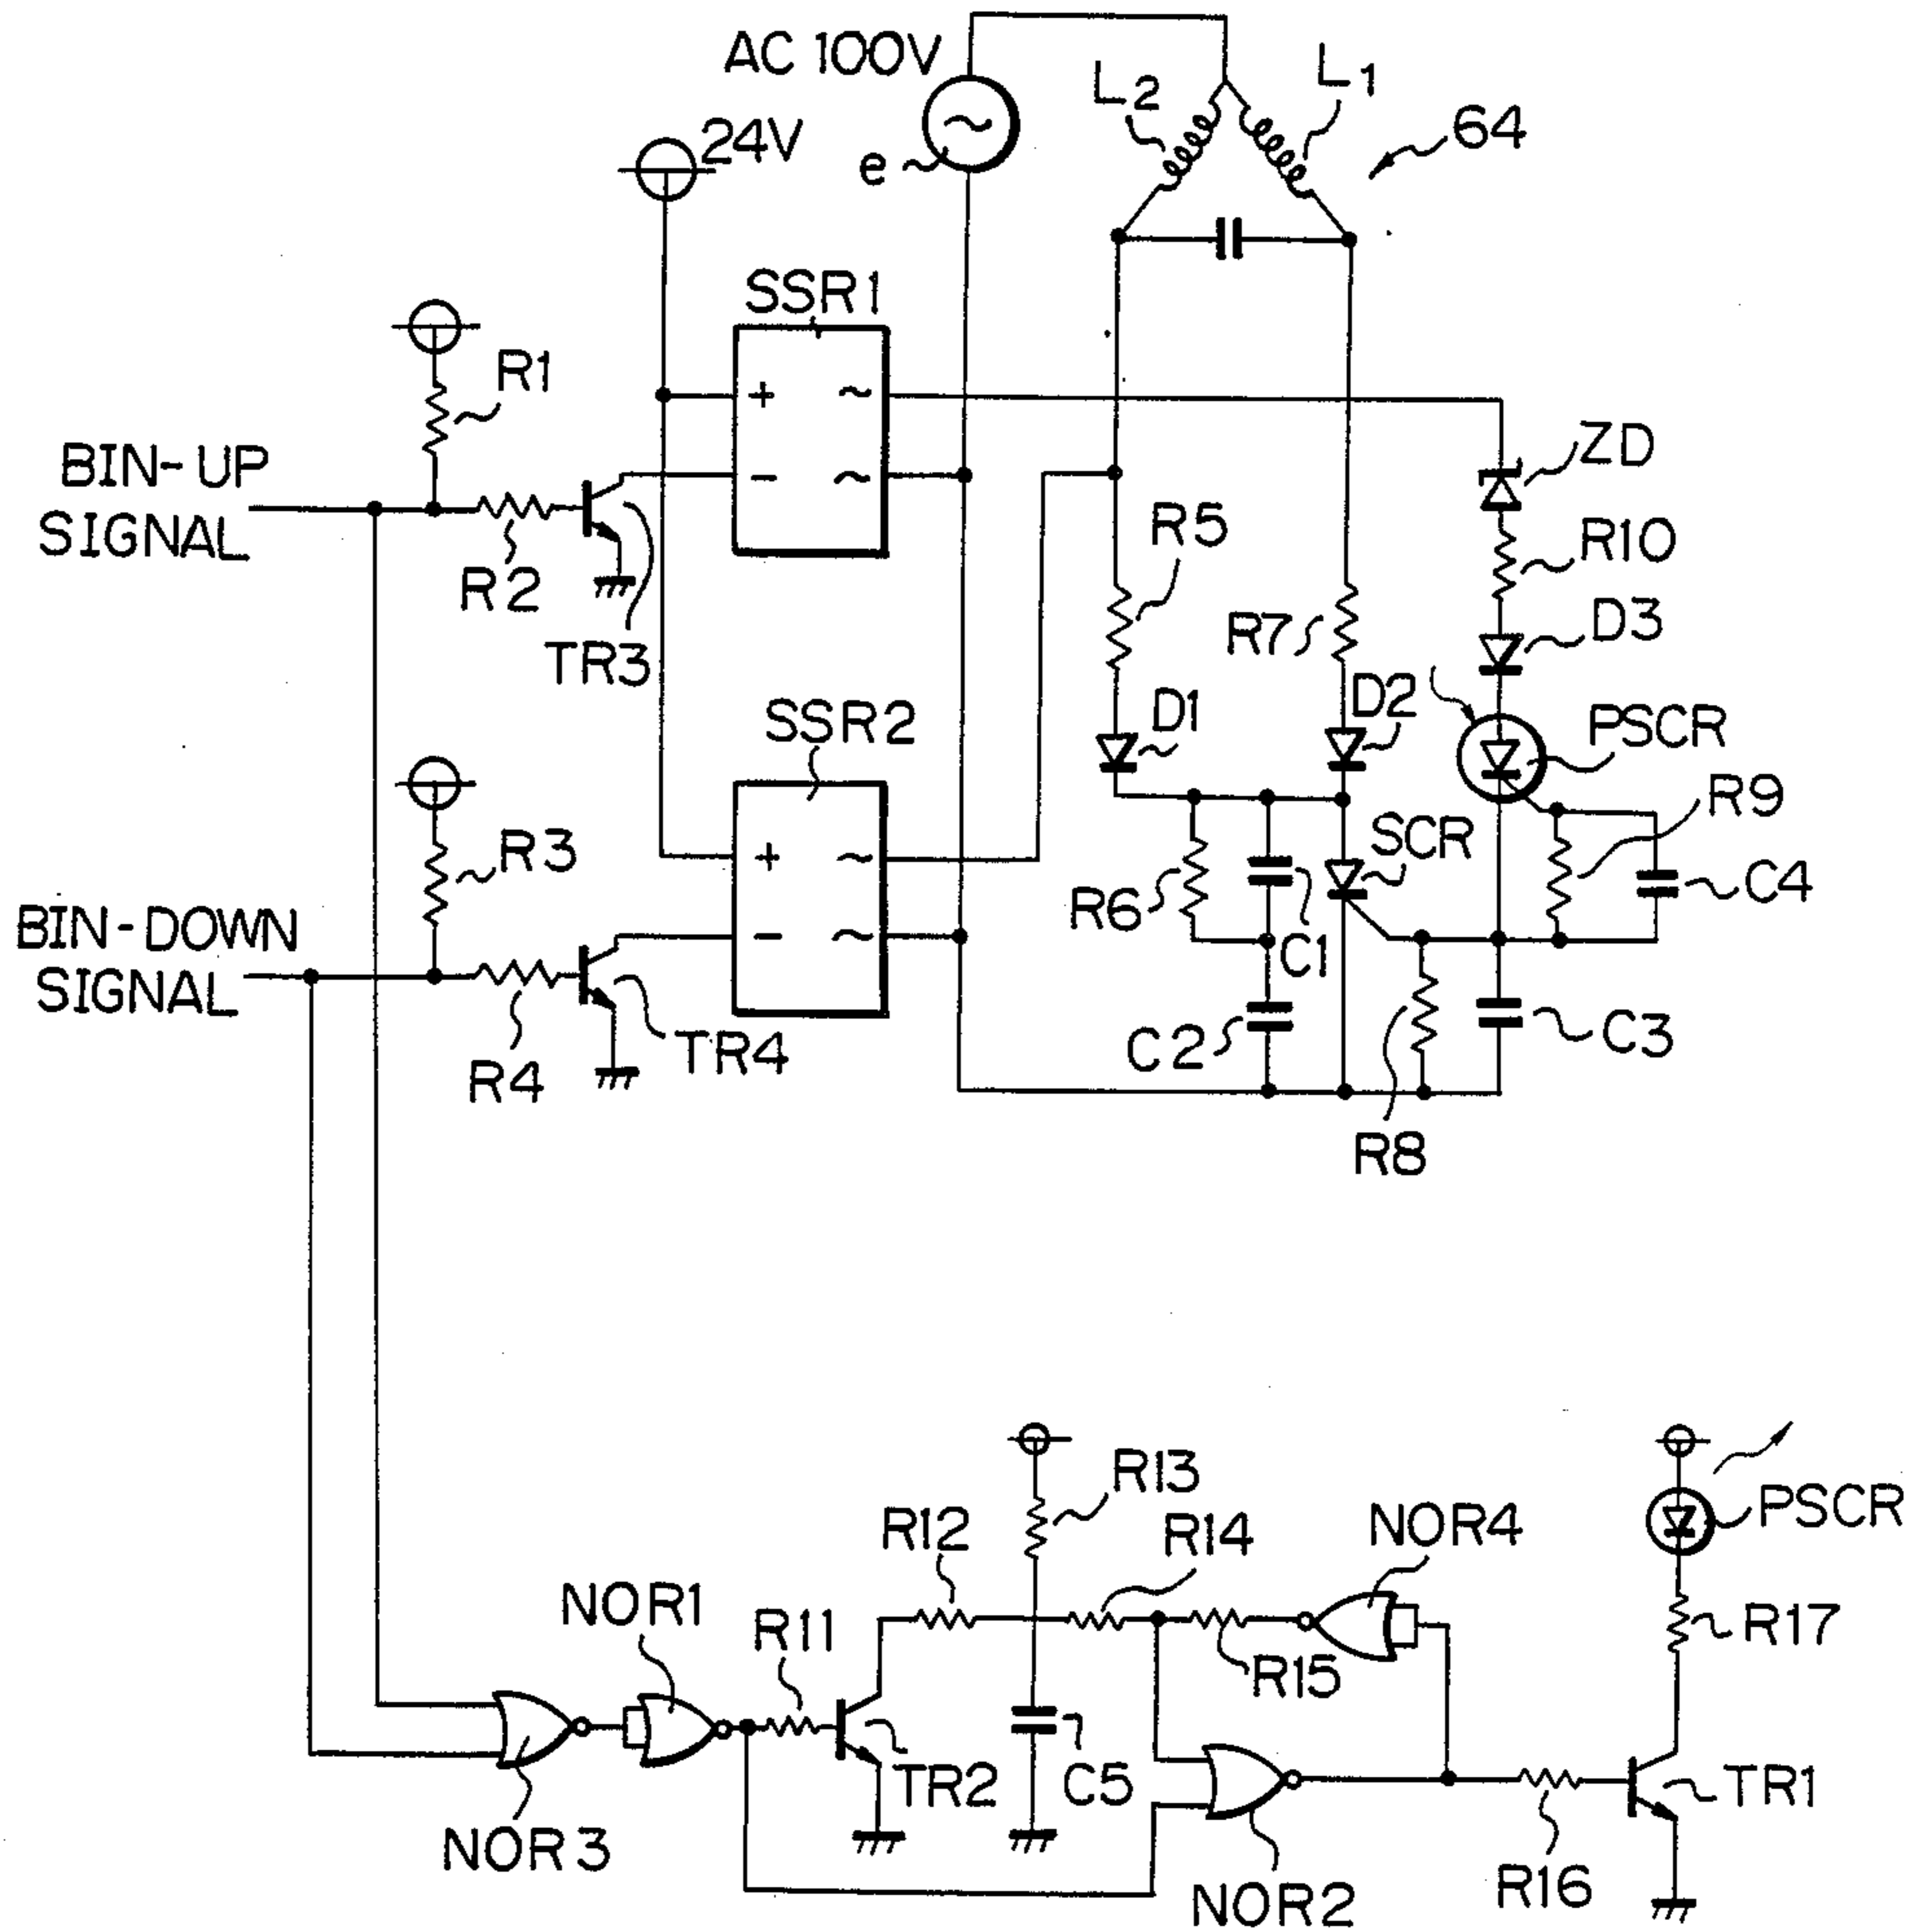 AC 100V
L2
L1
64
24V
e
SSR1
R1
ZD
BIN-UP
SIGNAL
+
~
-
~
R5
R10
R2
R7
D3
TR3
D1
D2
PSCR
SSR2
R9
R3
SCR
C4
+
~
R6
BIN-DOWN
SIGNAL
-
~
C1
C2
C3
R4
TR4
R8
R13
PSCR
R12
R14
NOR4
NOR1
R11
R17
R15
TR2
C5
TR1
NOR3
R16
NOR2